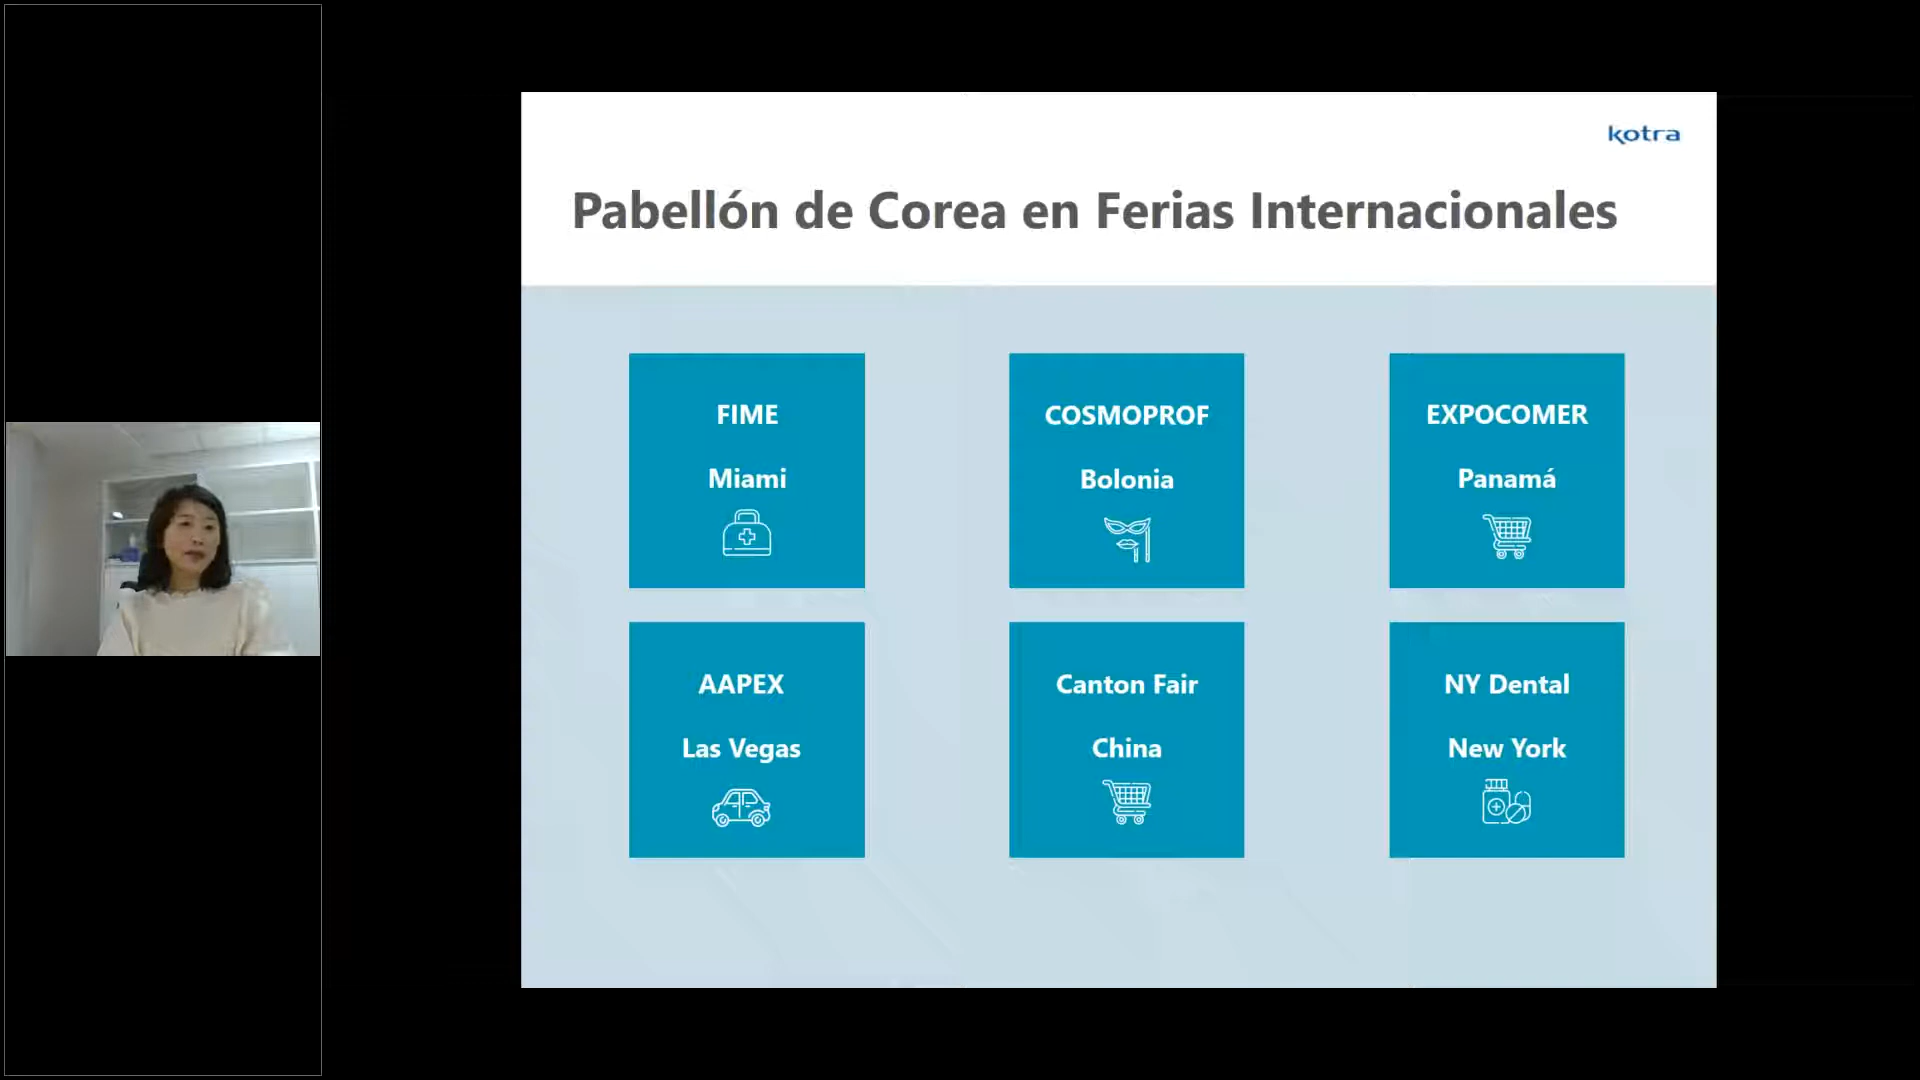 kotra
Pabellón de Corea en Ferias Internacionales
FIME
Miami
COSMOPROF
Bolonia
EXPOCOMER
Panamá
AAPEX
Las Vegas
Canton Fair
China
NY Dental
New York